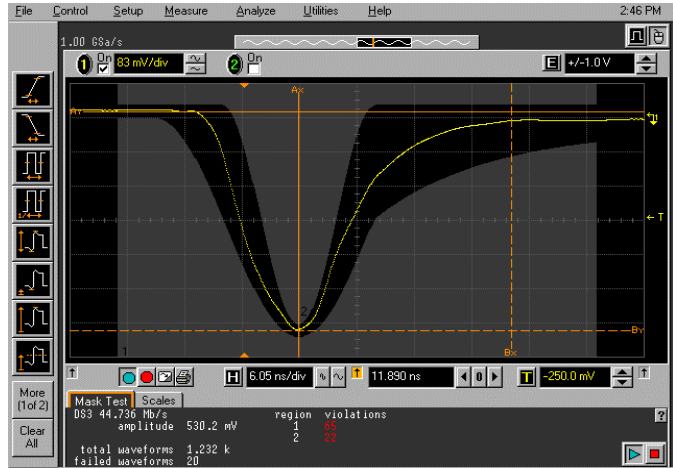 File Control Setup Measure Analyze Utilities Help 2:46 PM
1.00 GSa/s
1 On 83 mV/div 2 On E +/-1.0 V
Ax
Ay
1
T
2
By
1
Bx
H 6.05 ns/div 11.890 ns 0 T -250.0 mV
More
(1of 2)
Clear
All
Mask Test Scales
DS3 44.736 Mb/s region violations
amplitude 530.2 mV 1 65
2 22
total waveforms 1.232 k
failed waveforms 20
?